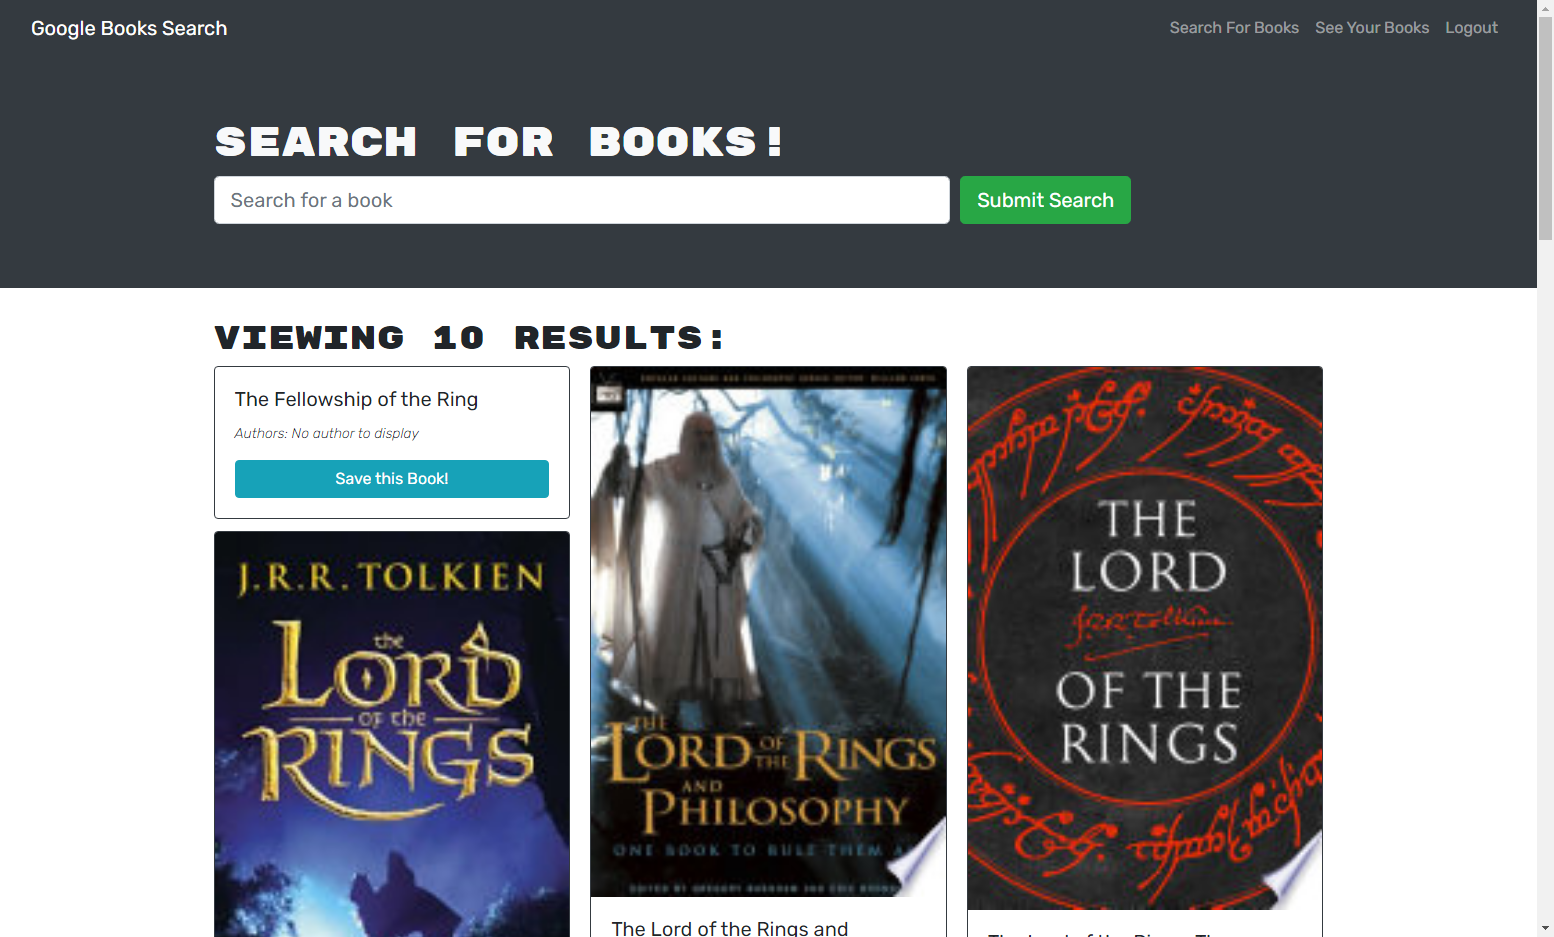 Google Books Search
Search For Books
See Your Books
Logout
SEARCH FOR BOOKS!
Search for a book
Submit Search
VIEWING 10 RESULTS:
The Fellowship of the Ring
Authors: No author to display
Save this Book!
J.R.R. TOLKIEN
the
LORD
OF the
RINGS
THE
LORD OF THE RINGS
AND
PHILOSOPHY
ONE BOOK TO RULE THEM
The Lord of the Rings and
THE
LORD
J.R.R. Tolkien
OF THE
RINGS